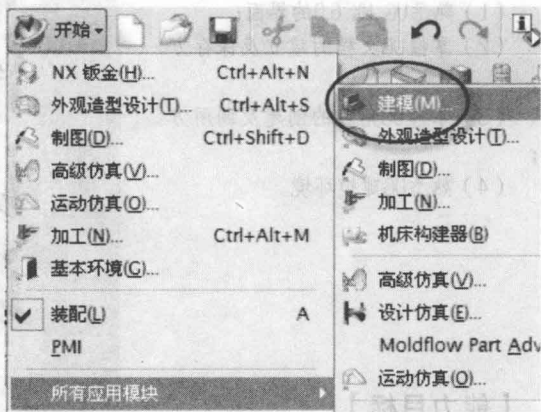 开始
NX 钣金(H)... Ctrl+Alt+N
外观造型设计(T)... Ctrl+Alt+S
制图(D)... Ctrl+Shift+D
高级仿真(V)...
运动仿真(O)...
加工(N)... Ctrl+Alt+M
基本环境(G)...
装配(L) A
PMI
所有应用模块
建模(M)...
外观造型设计(T)...
制图(D)...
加工(N)...
机床构建器(B)
高级仿真(V)...
设计仿真(E)...
Moldflow Part Adv
运动仿真(O)...